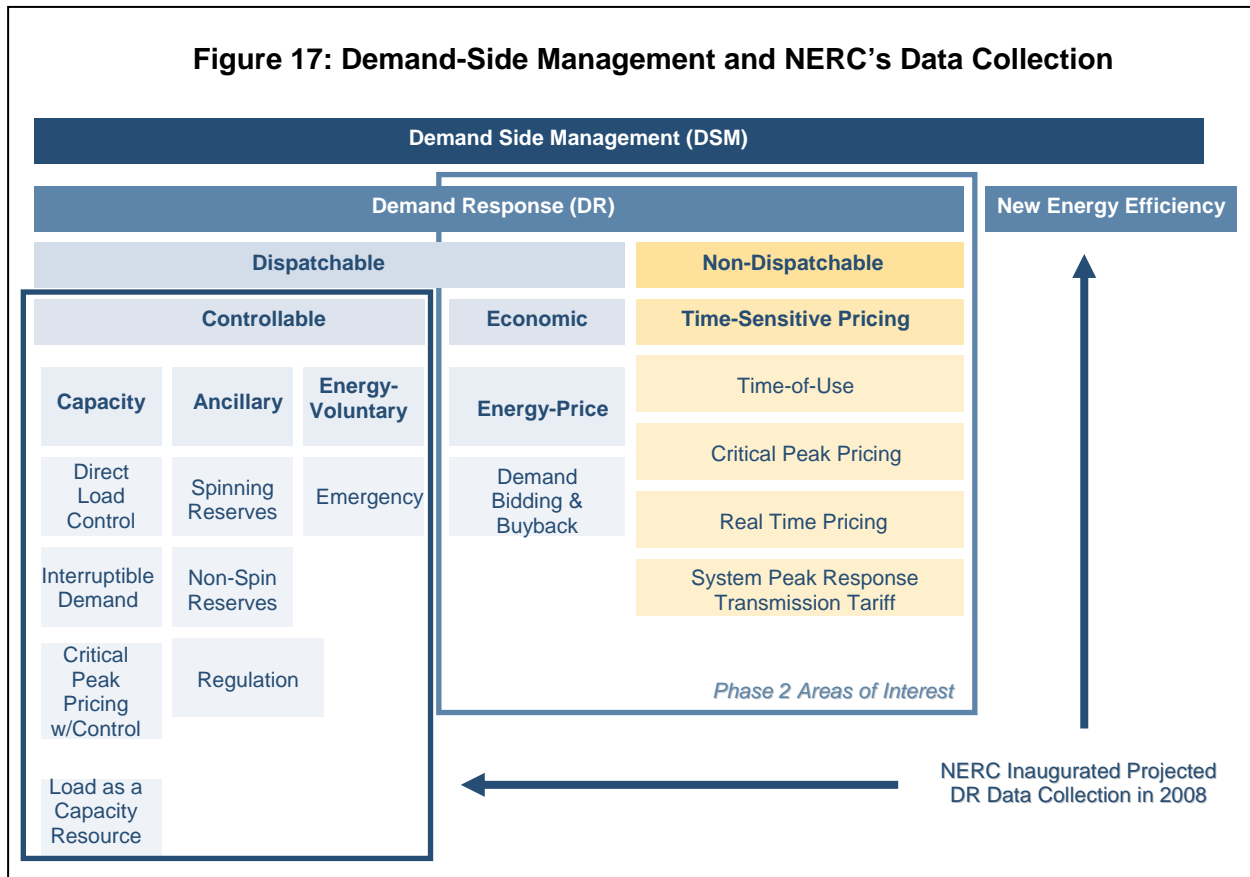 Figure 17: Demand-Side Management and NERC's Data Collection
Demand Side Management (DSM)
Demand Response (DR)
New Energy Efficiency
Dispatchable
Non-Dispatchable
Controllable
Economic
Time-Sensitive Pricing
Capacity
Ancillary
Energy-
Voluntary
Energy-Price
Time-of-Use
Critical Peak Pricing
Direct
Load
Control
Spinning
Reserves
Emergency
Demand
Bidding &
Buyback
Real Time Pricing
Interruptible
Demand
Non-Spin
Reserves
System Peak Response
Transmission Tariff
Critical
Peak
Pricing
w/Control
Regulation
Phase 2 Areas of Interest
Load as a
Capacity
Resource
NERC Inaugurated Projected
DR Data Collection in 2008